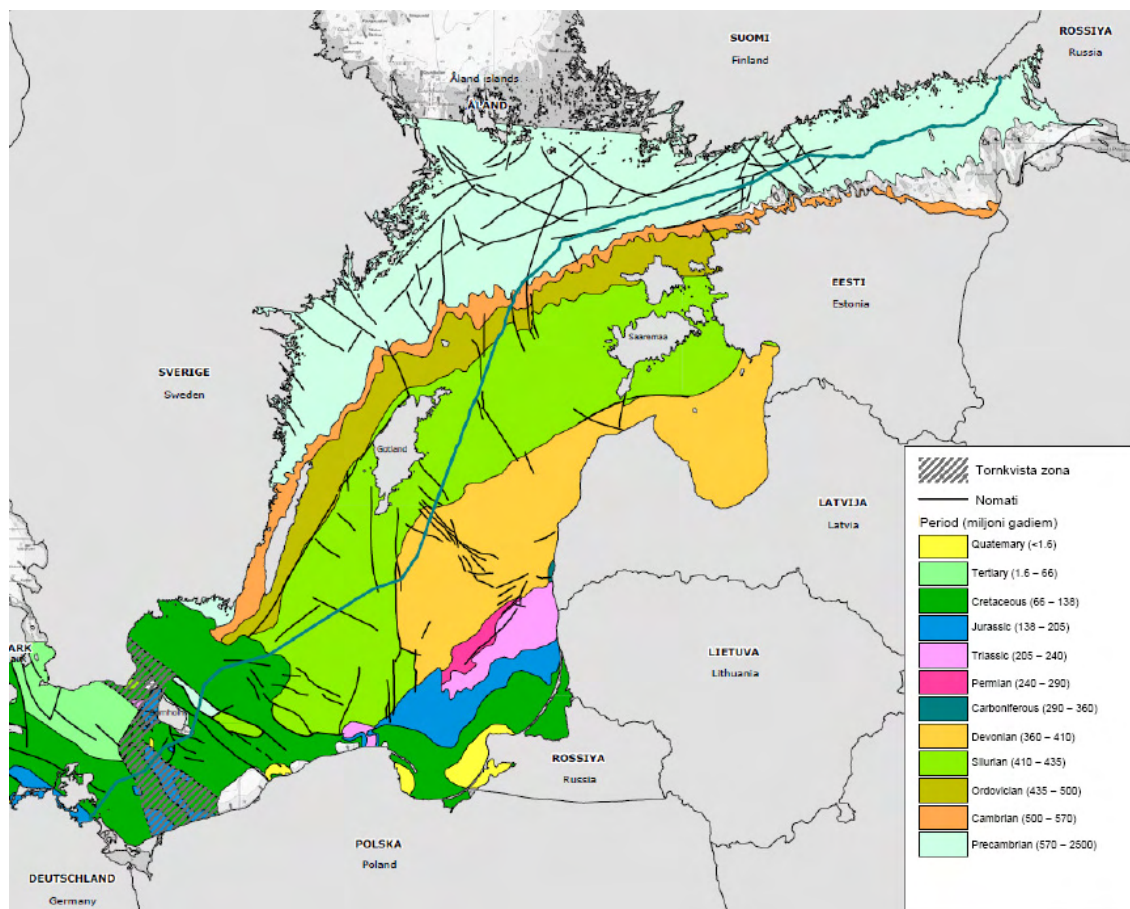 SUOMI
Finland
ROSSIYA
Russia
Åland islands
ÅLAND
EESTI
Estonia
SVERIGE
Sweden
Saaremaa
Gotland
LATVIJA
Latvia
LIETUVA
Lithuania
ROSSIYA
Russia
POLSKA
Poland
DEUTSCHLAND
Germany
ARK
Tornkvista zona
Nomati
Period (miljoni gadiem)
Quatemary (<1.6)
Tertiary (1.6 – 66)
Cretaceous (66 – 138)
Jurassic (138 – 205)
Triassic (205 – 240)
Permian (240 – 290)
Carboniferous (290 – 360)
Devonian (360 – 410)
Silurian (410 – 435)
Ordovician (435 – 500)
Cambrian (500 – 570)
Precambrian (570 – 2500)